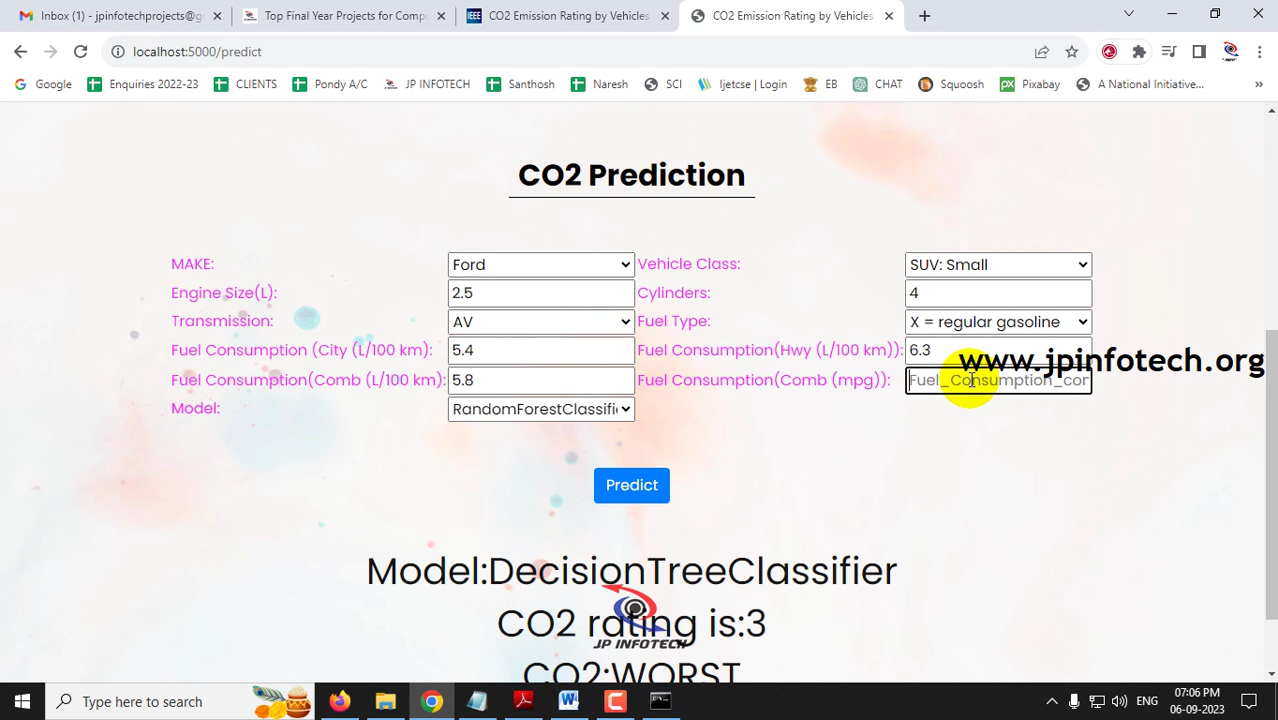 Inbox (1) - jpinfotechprojects@g
Top Final Year Projects for Compu
CO2 Emission Rating by Vehicles
CO2 Emission Rating by Vehicles
localhost:5000/predict
Google
Enquiries 2022-23
CLIENTS
Pondy A/C
JP INFOTECH
Santhosh
Naresh
SCI
Ijetcse | Login
EB
CHAT
Squoosh
Pixabay
A National Initiative...
»
CO2 Prediction
MAKE: Ford Vehicle Class: SUV: Small
Engine Size(L): 2.5 Cylinders: 4
Transmission: AV Fuel Type: X = regular gasoline
Fuel Consumption (City (L/100 km): 5.4 Fuel Consumption(Hwy (L/100 km)): 6.3
www.jpinfotech.org
Fuel Consumption(Comb (L/100 km): 5.8 Fuel Consumption(Comb (mpg)): Fuel_Consumption_con
Model: RandomForestClassifi
Predict
Model:DecisionTreeClassifier
CO2 rating is:3
JP INFOTECH
CO2:WORST
Type here to search
ENG
07:06 PM
06-09-2023